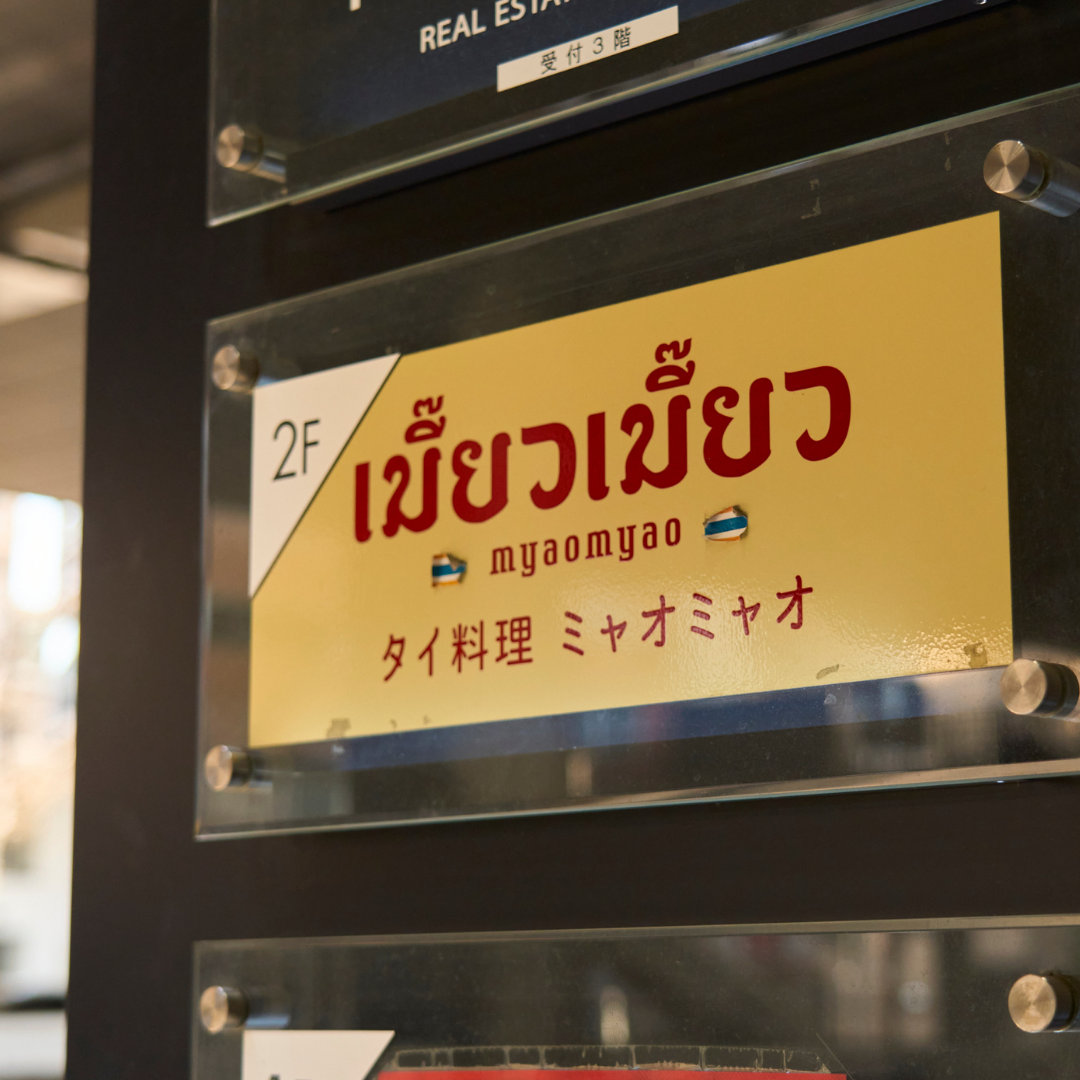 REAL ESTA
受付3階
2F
เมี๊ยวเมี๊ยว
myaomyao
タイ料理 ミャオミャオ